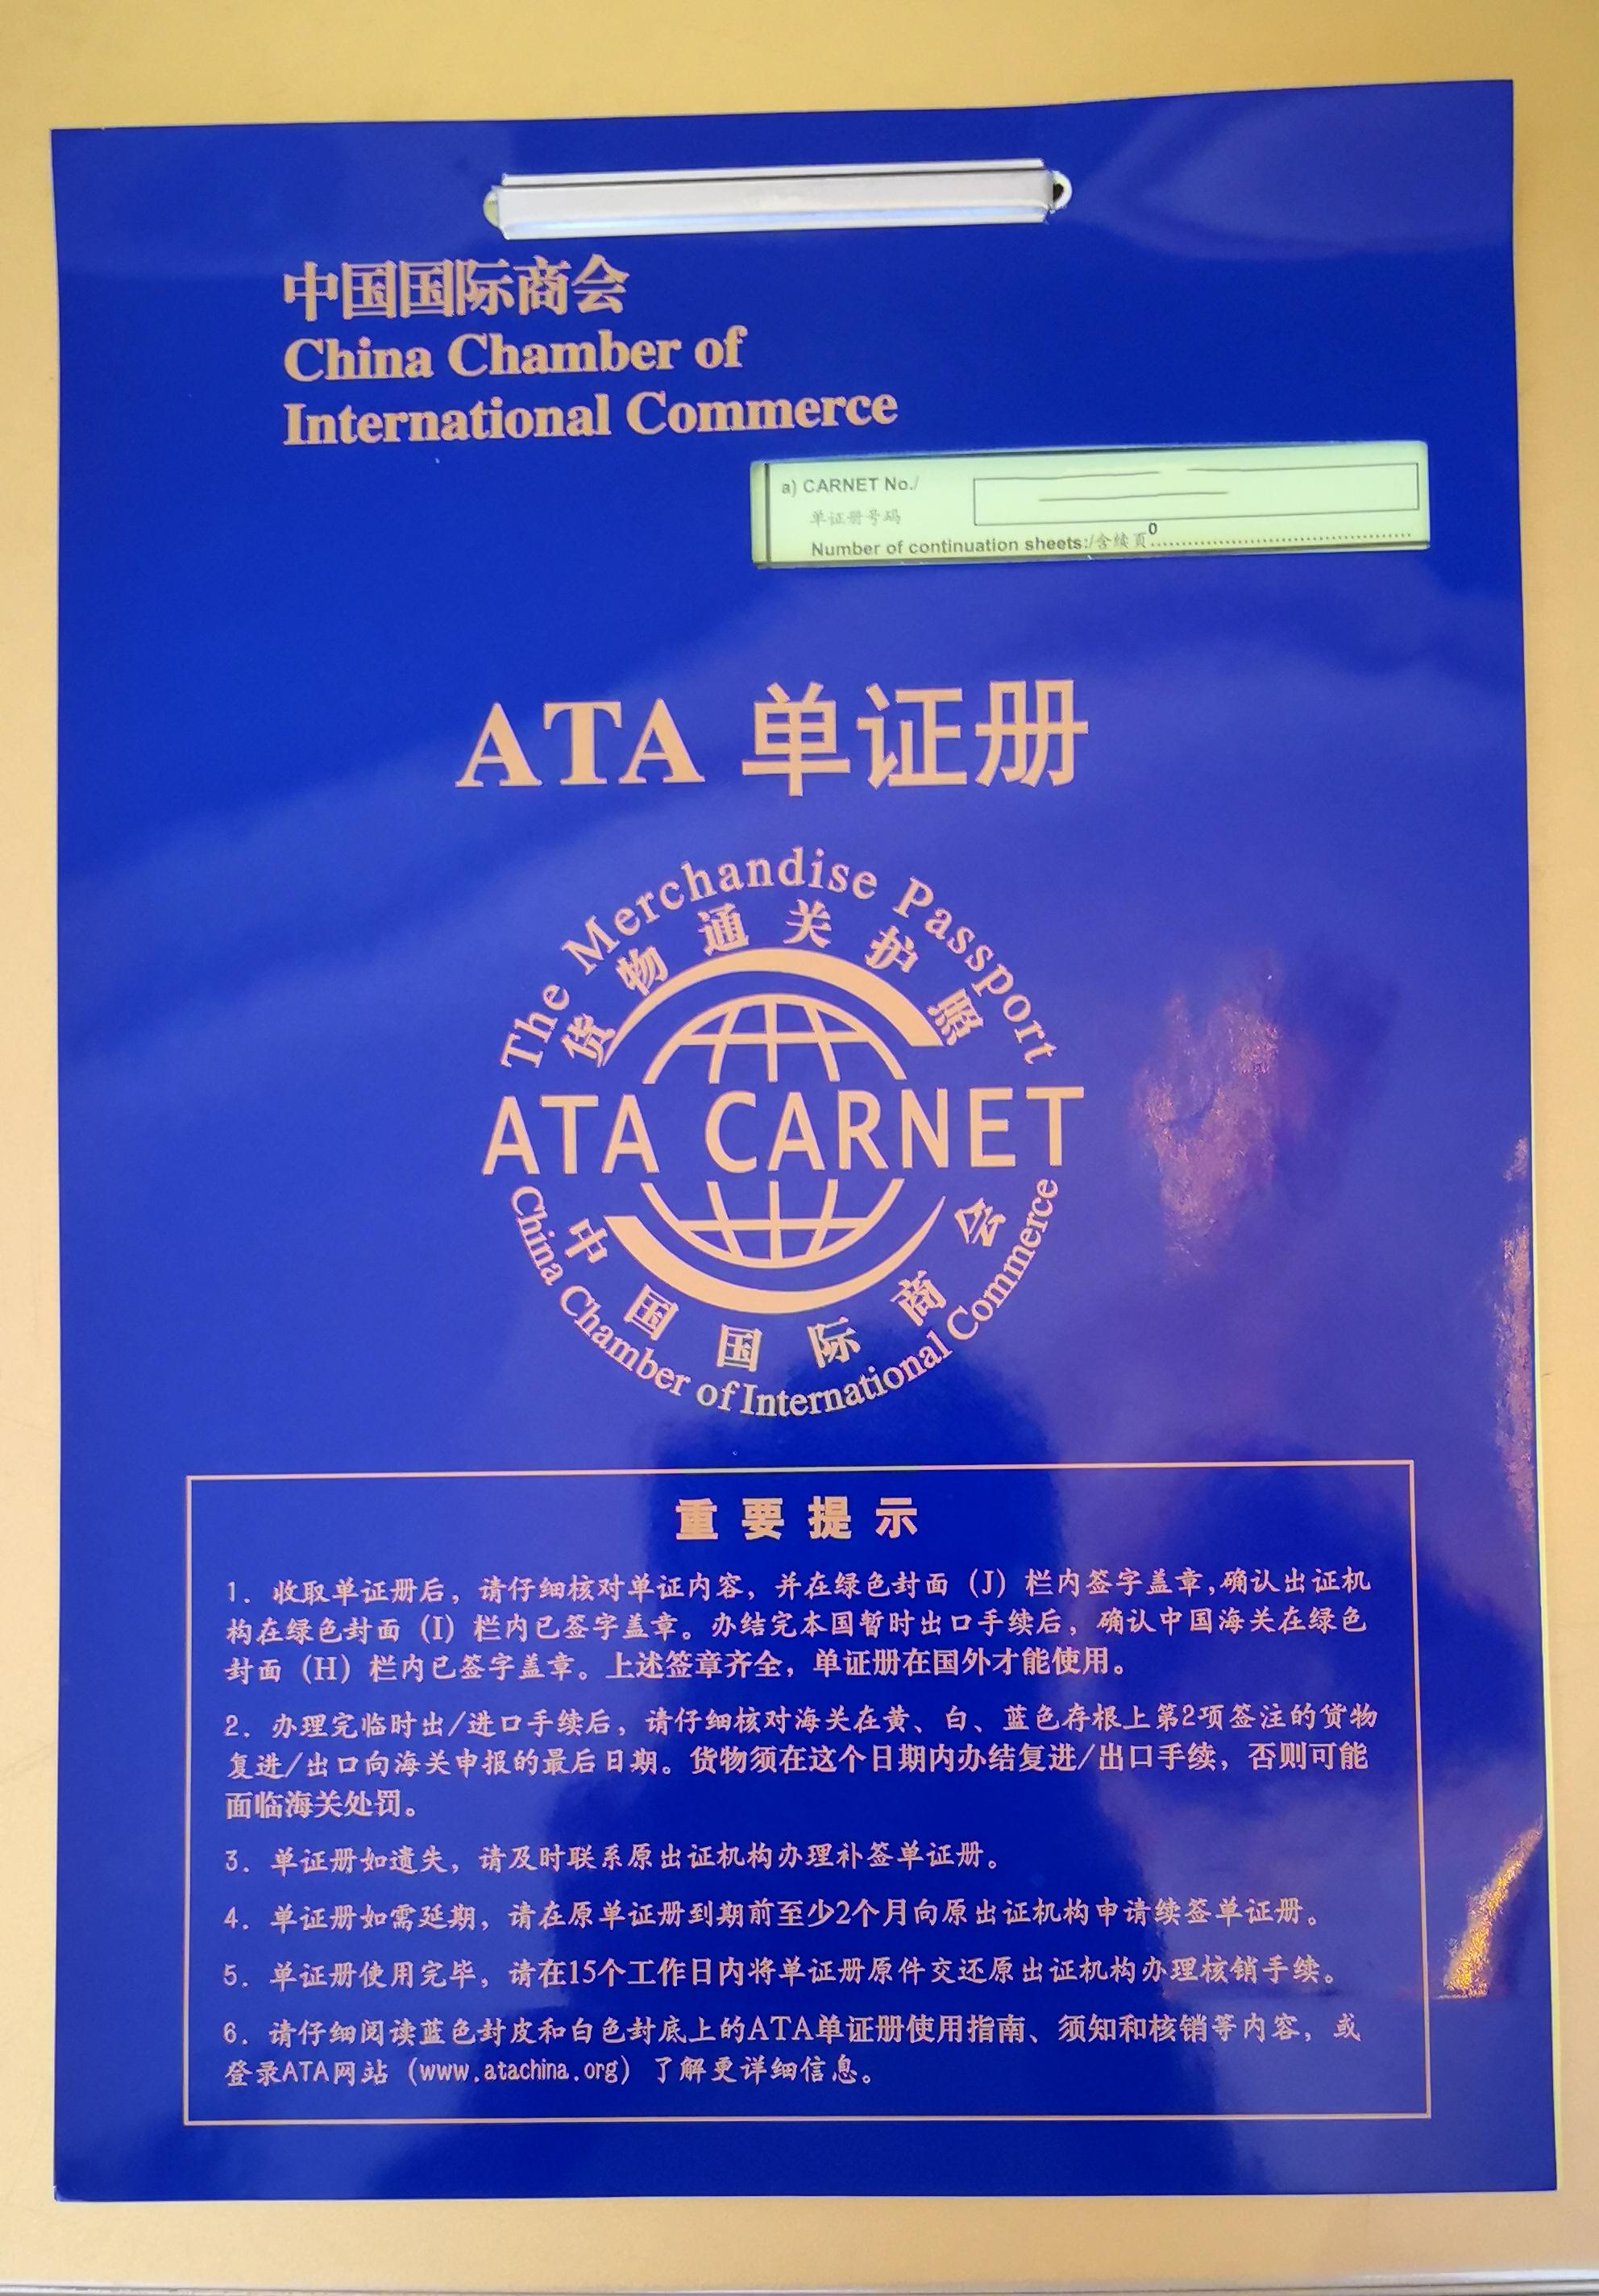 中国国际商会
China Chamber of
International Commerce
a) CARNET No./
单证册号码
Number of continuation sheets:/含续页0
ATA 单证册
The Merchandise Passport
货物通关护照
ATA CARNET
中国国际商会
China Chamber of International Commerce
重要提示
1. 收取单证册后，请仔细核对单证内容，并在绿色封面（J）栏内签字盖章,确认出证机
构在绿色封面（I）栏内已签字盖章。办结完本国暂时出口手续后，确认中国海关在绿色
封面（H）栏内已签字盖章。上述签章齐全，单证册在国外才能使用。
2. 办理完临时出/进口手续后，请仔细核对海关在黄、白、蓝色存根上第2项签注的货物
复进/出口向海关申报的最后日期。货物须在这个日期内办结复进/出口手续，否则可能
面临海关处罚。
3. 单证册如遗失，请及时联系原出证机构办理补签单证册。
4. 单证册如需延期，请在原单证册到期前至少2个月向原出证机构申请续签单证册。
5. 单证册使用完毕，请在15个工作日内将单证册原件交还原出证机构办理核销手续。
6. 请仔细阅读蓝色封皮和白色封底上的ATA单证册使用指南、须知和核销等内容，或
登录ATA网站（www.atachina.org）了解更详细信息。